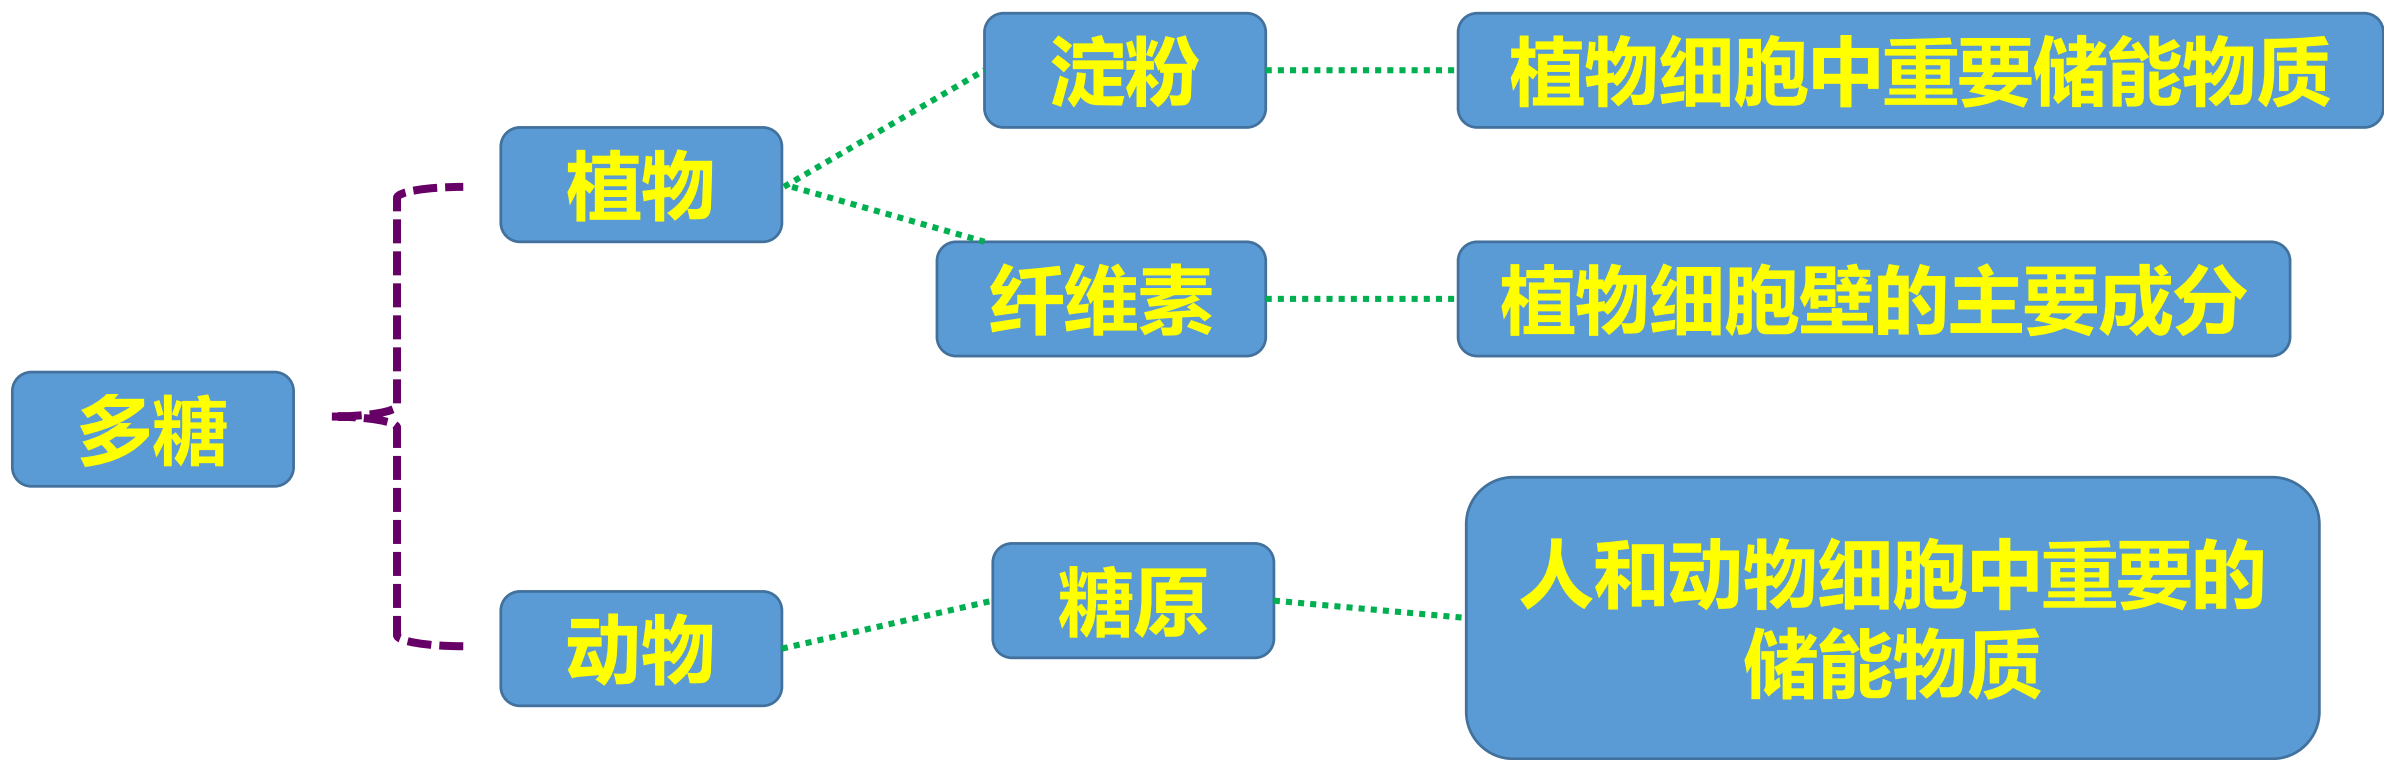 多糖
植物
淀粉
植物细胞中重要储能物质
纤维素
植物细胞壁的主要成分
动物
糖原
人和动物细胞中重要的
储能物质